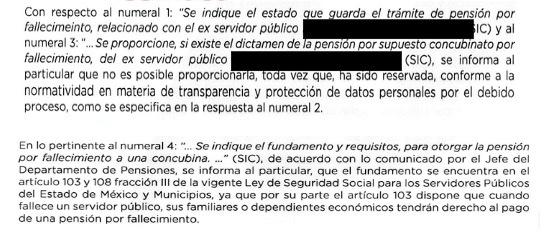 Con respecto al numeral 1: "Se indique el estado que guarda el trámite de pensión por
fallecimeinto, relacionado con el ex servidor público SIC) y al
numeral 3: "... Se proporcione, si existe el dictamen de la pensión por supuesto concubinato por
fallecimiento, del ex servidor público (SIC), se informa al
particular que no es posible proporcionarla, toda vez que, ha sido reservada, conforme a la
normatividad en materia de transparencia y protección de datos personales por el debido
proceso, como se especifica en la respuesta al numeral 2.
En lo pertinente al numeral 4: "... Se indique el fundamento y requisitos, para otorgar la pensión
por fallecimiento a una concubina. ..." (SIC), de acuerdo con lo comunicado por el Jefe del
Departamento de Pensiones, se informa al particular, que el fundamento se encuentra en el
artículo 103 y 108 fracción III de la vigente Ley de Seguridad Social para los Servidores Públicos
del Estado de México y Municipios, ya que por su parte el artículo 103 dispone que cuando
fallece un servidor público, sus familiares o dependientes económicos tendrán derecho al pago
de una pensión por fallecimiento.